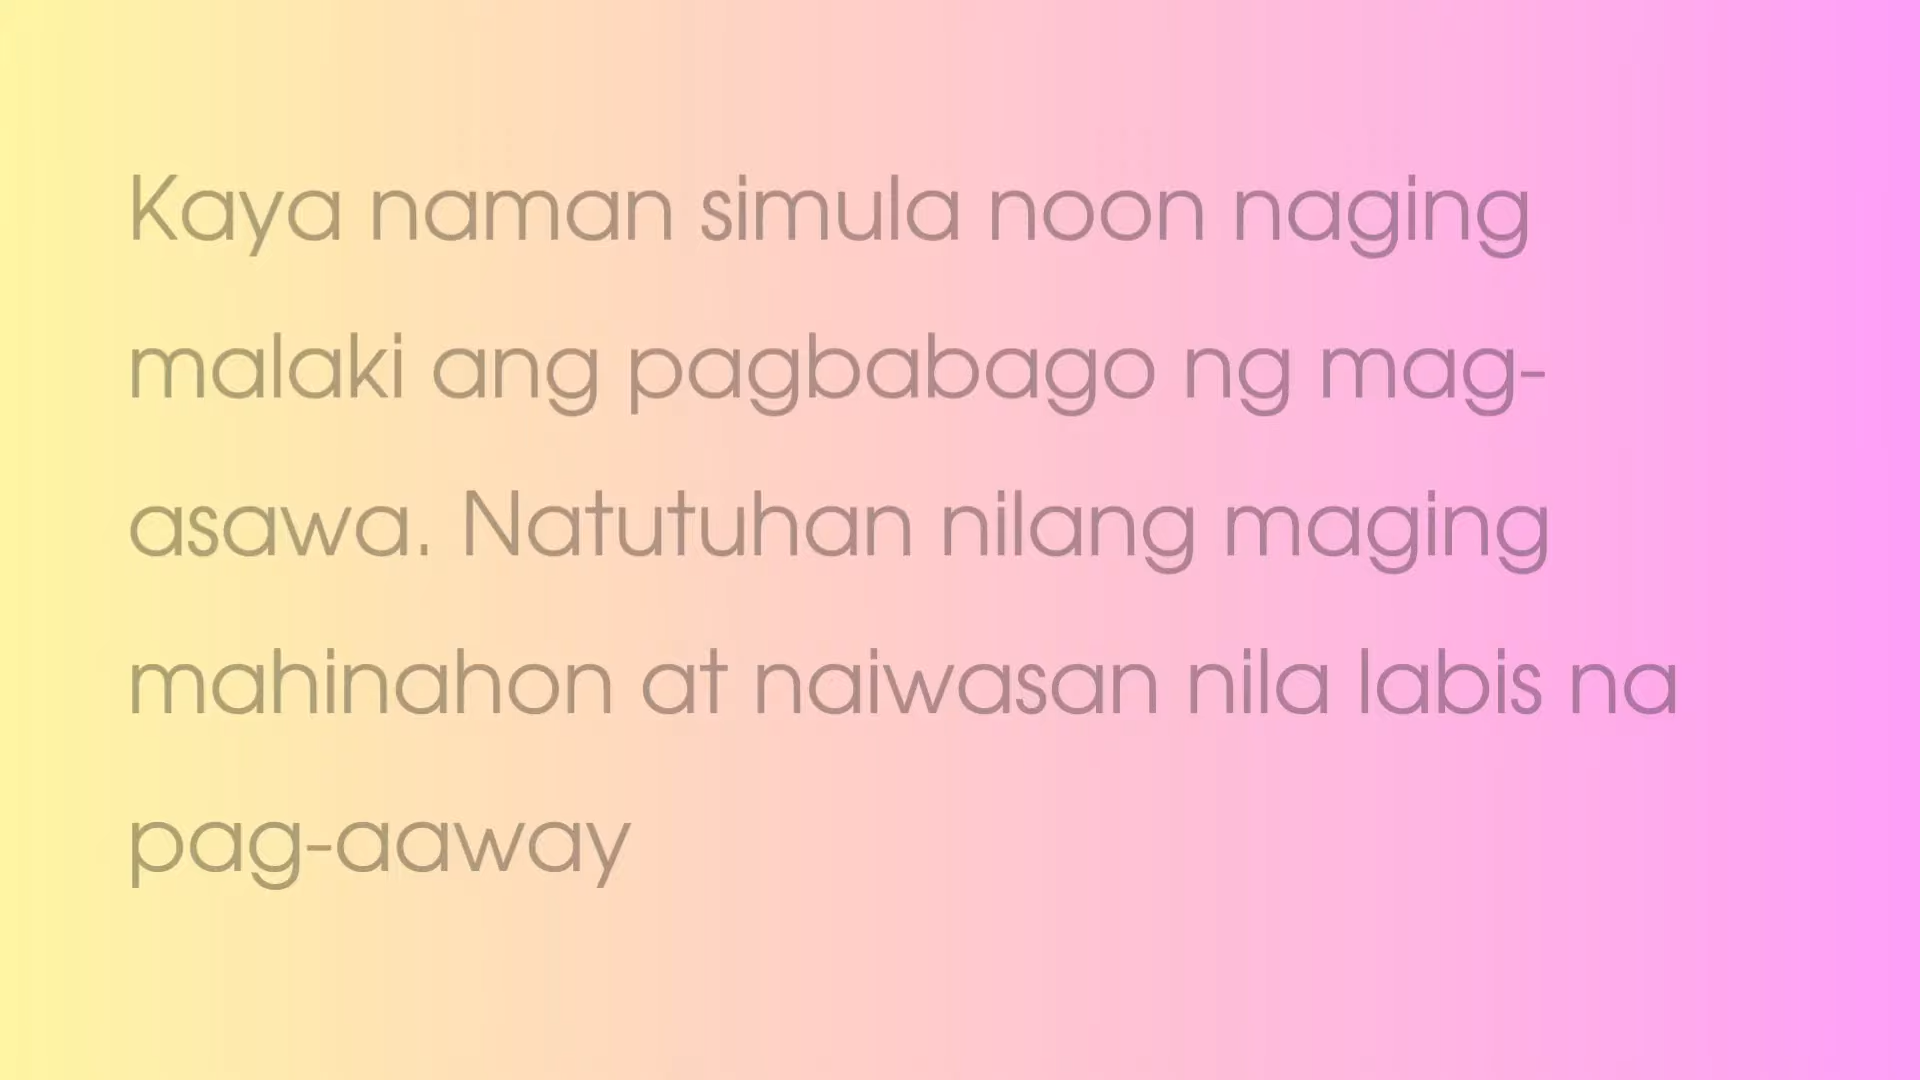 Kaya naman simula noon naging
malaki ang pagbabago ng mag-
asawa. Natutuhan nilang maging
mahinahon at naiwasan nila labis na
pag-aaway